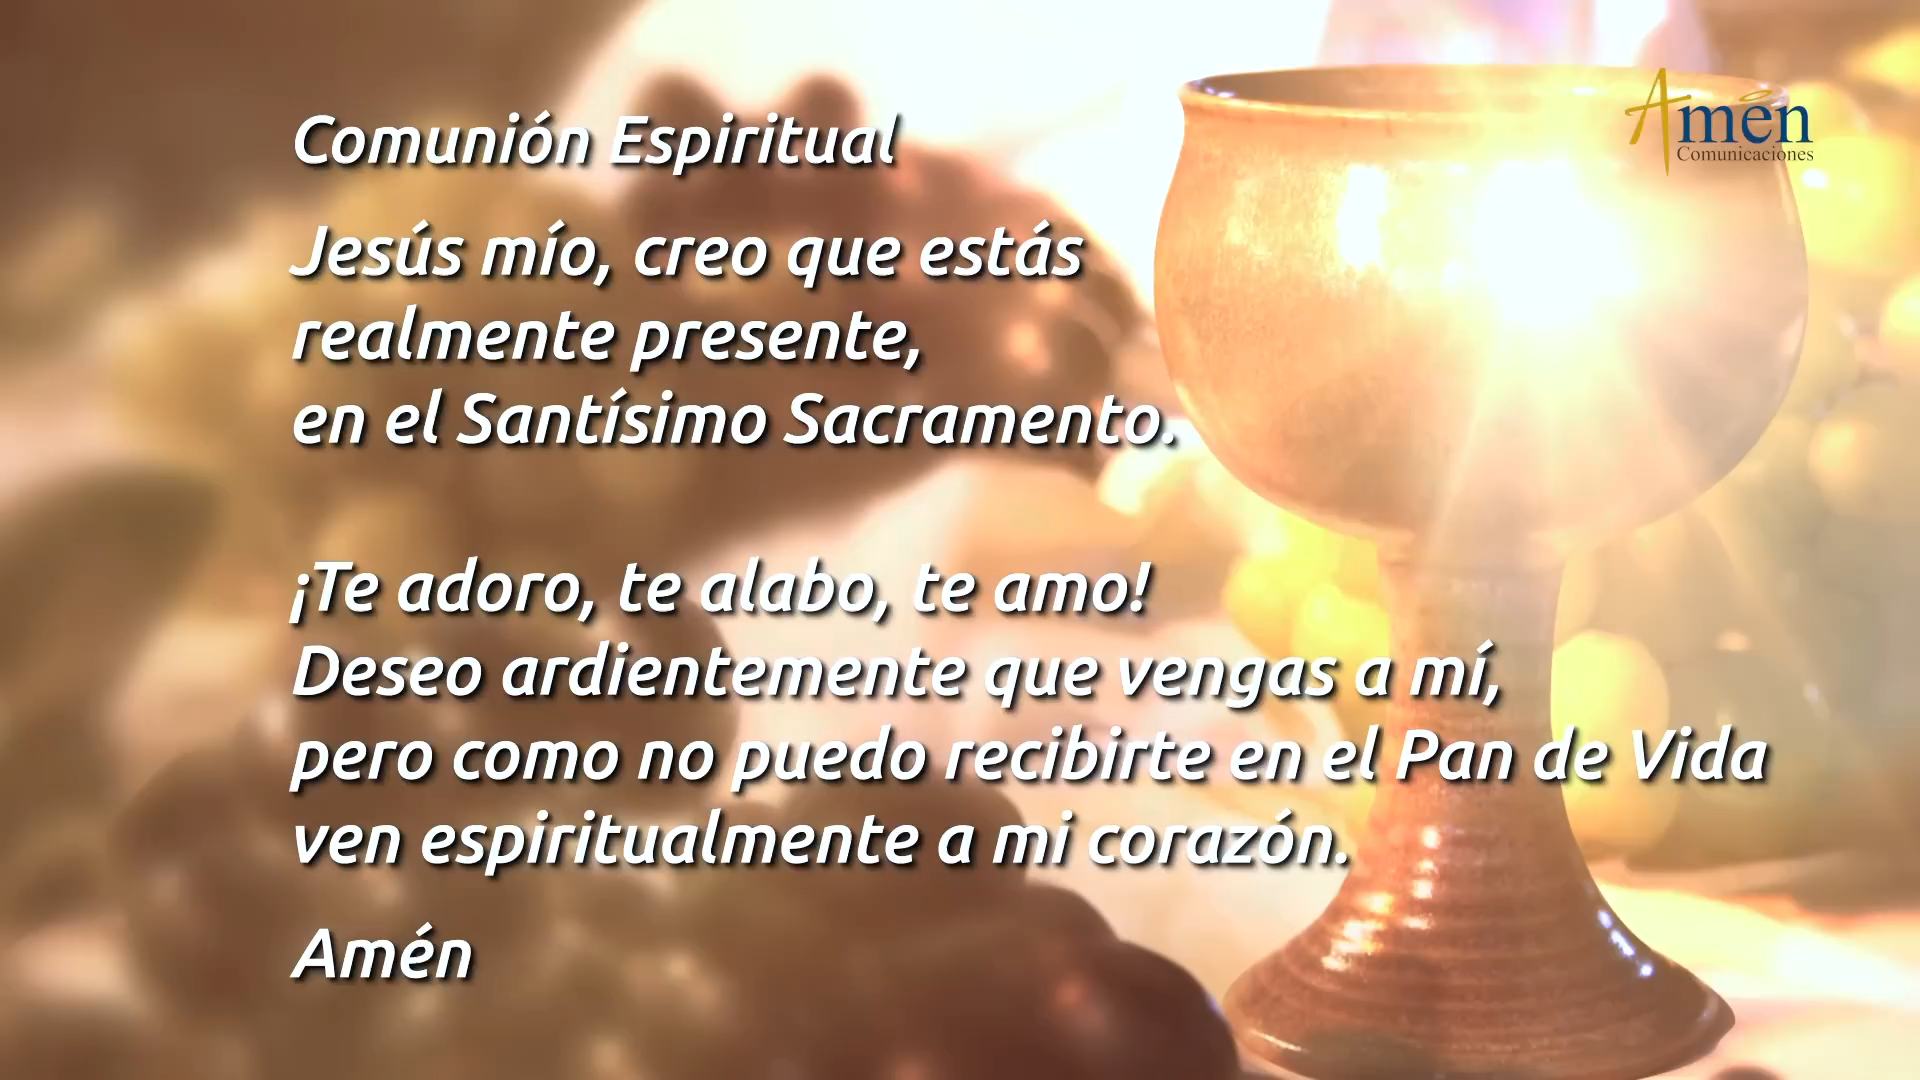 Amén
Comunicaciones
Comunión Espiritual
Jesús mío, creo que estás
realmente presente,
en el Santísimo Sacramento.
¡Te adoro, te alabo, te amo!
Deseo ardientemente que vengas a mí,
pero como no puedo recibirte en el Pan de Vida
ven espiritualmente a mi corazón.
Amén